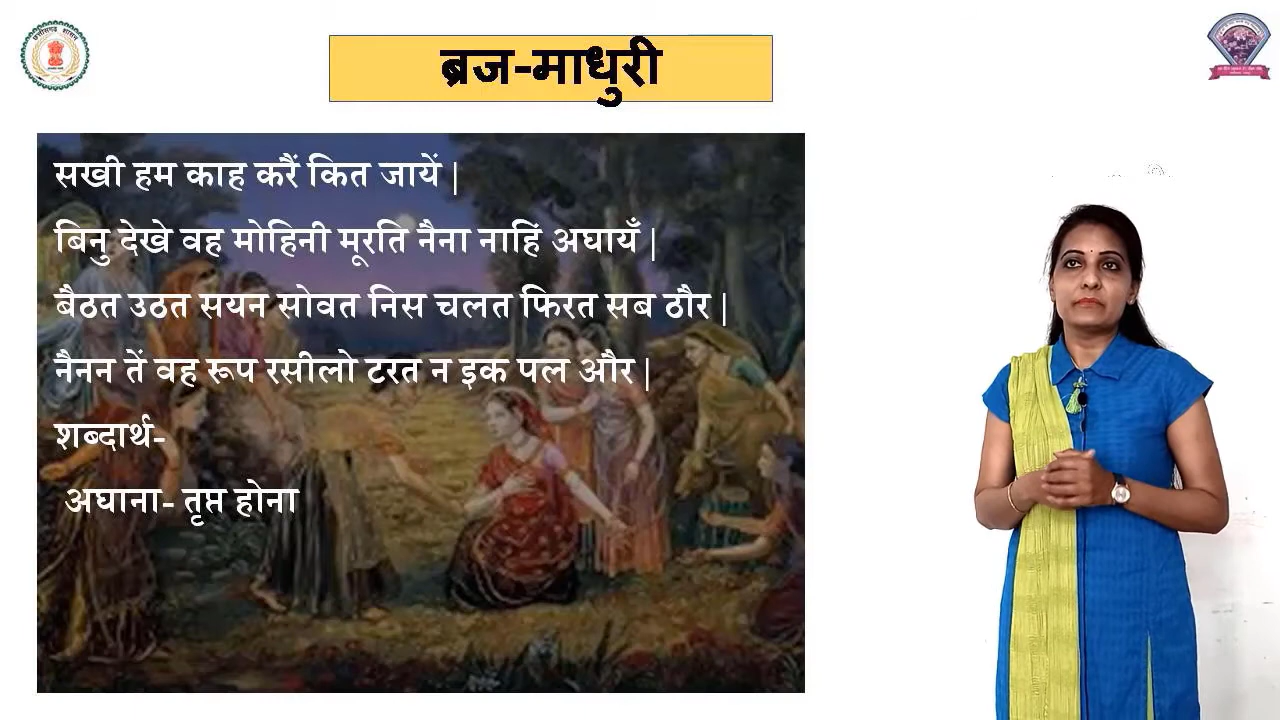 ब्रज-माधुरी
सखी हम काह करैं कित जायें |
बिनु देखे वह मोहिनी मूरति नैना नाहिं अघायँ |
बैठत उठत सयन सोवत निस चलत फिरत सब ठौर |
नैनन तें वह रूप रसीलो टरत न इक पल और |
शब्दार्थ-
अघाना- तृप्त होना